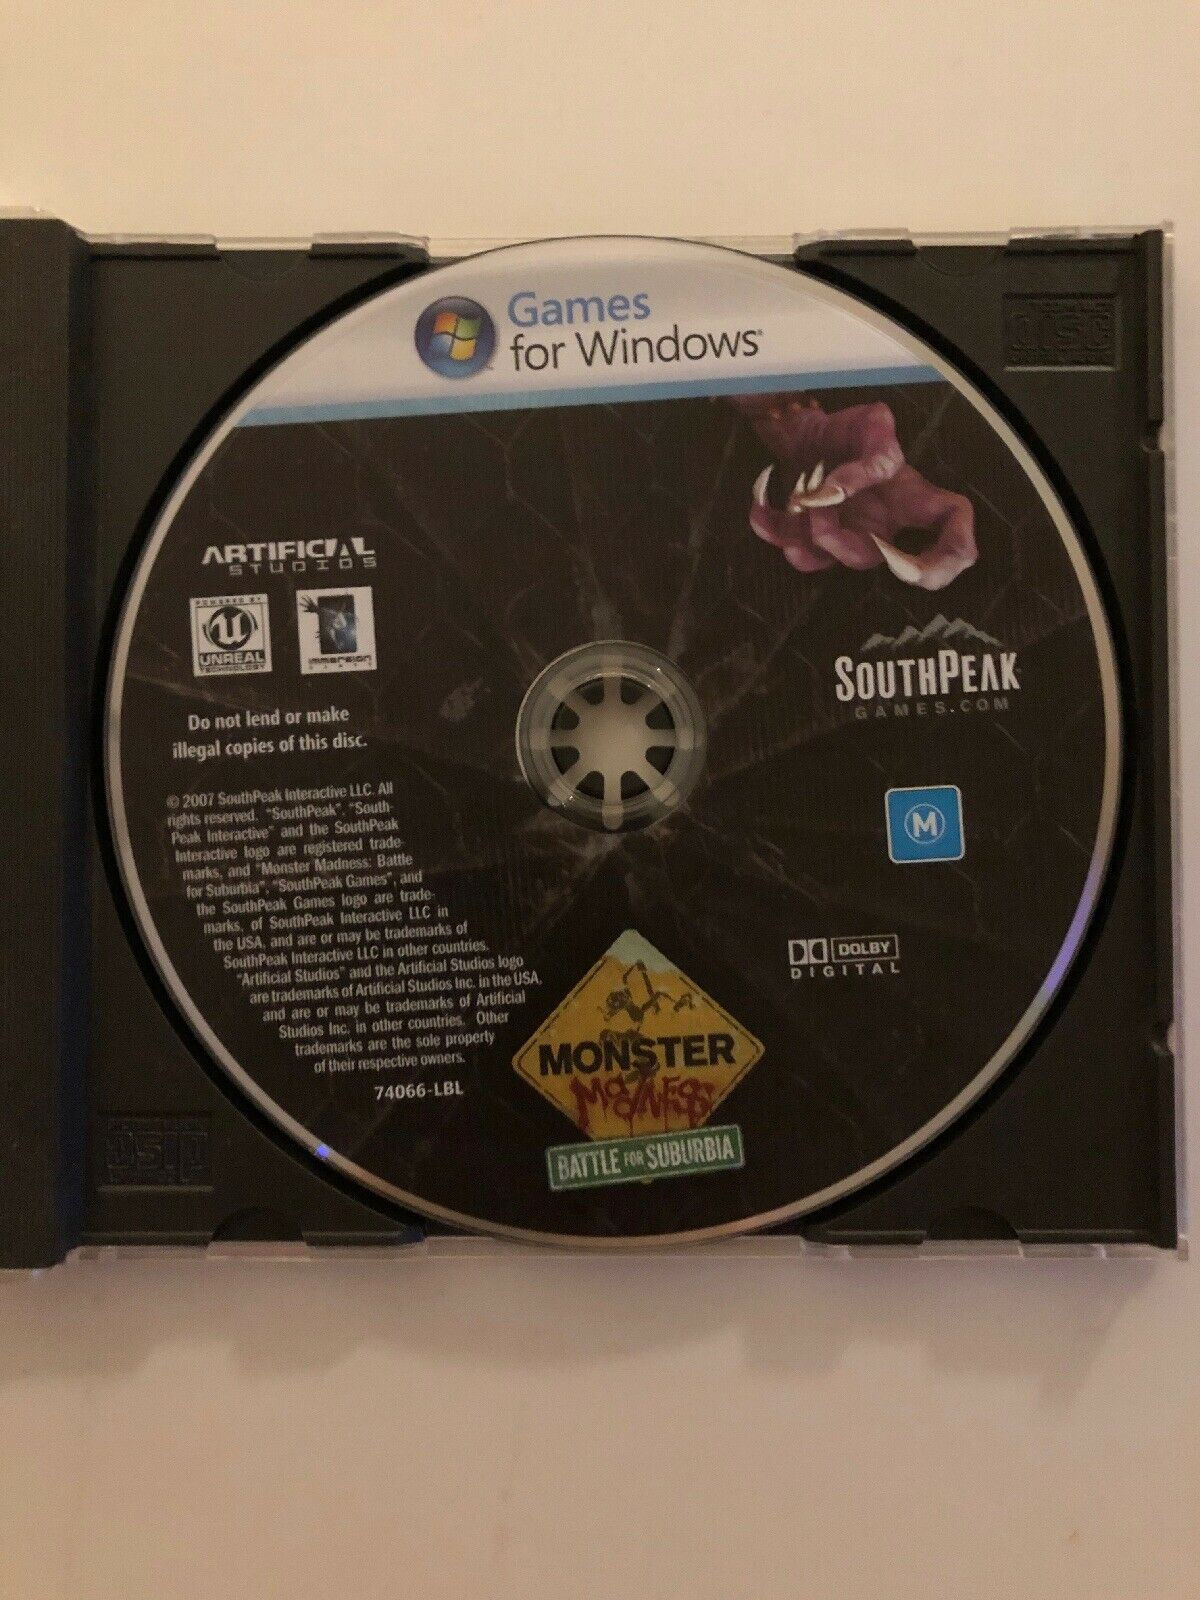 Games
for Windows®
ARTIFICIAL
STUDIOS
POWERED BY
UNREAL
TECHNOLOGY
immersion
Do not lend or make
illegal copies of this disc.
© 2007 SouthPeak Interactive LLC. All
rights reserved. "SouthPeak", "South-
Peak Interactive" and the SouthPeak
Interactive logo are registered trade-
marks, and "Monster Madness: Battle
for Suburbia", "SouthPeak Games", and
the SouthPeak Games logo are trade-
marks, of SouthPeak Interactive LLC in
the USA, and are or may be trademarks of
SouthPeak Interactive LLC in other countries.
"Artificial Studios" and the Artificial Studios logo
are trademarks of Artificial Studios Inc. in the USA,
and are or may be trademarks of Artificial
Studios Inc. in other countries. Other
trademarks are the sole property
of their respective owners.
74066-LBL
SOUTHPEAK
GAMES.COM
M
DOLBY
DIGITAL
MONSTER
MADNESS
BATTLE FOR SUBURBIA